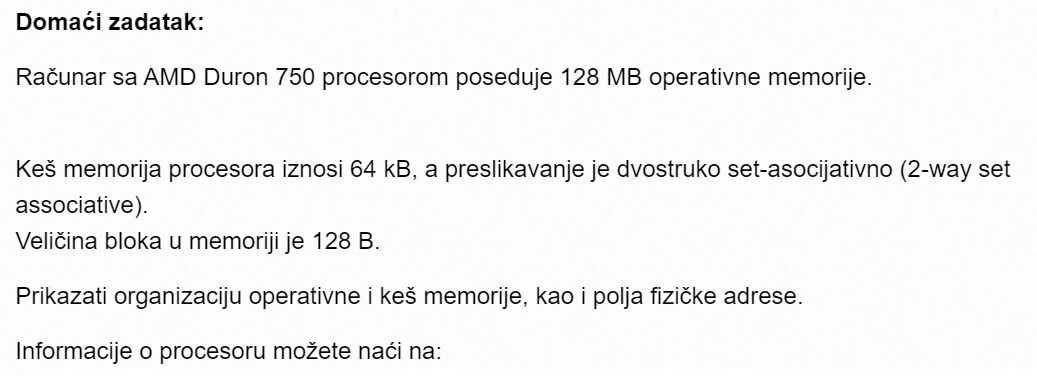 Domaći zadatak:
Računar sa AMD Duron 750 procesorom poseduje 128 MB operativne memorije.
Keš memorija procesora iznosi 64 kB, a preslikavanje je dvostruko set-asocijativno (2-way set
associative).
Veličina bloka u memoriji je 128 B.
Prikazati organizaciju operativne i keš memorije, kao i polja fizičke adrese.
Informacije o procesoru možete naći na: